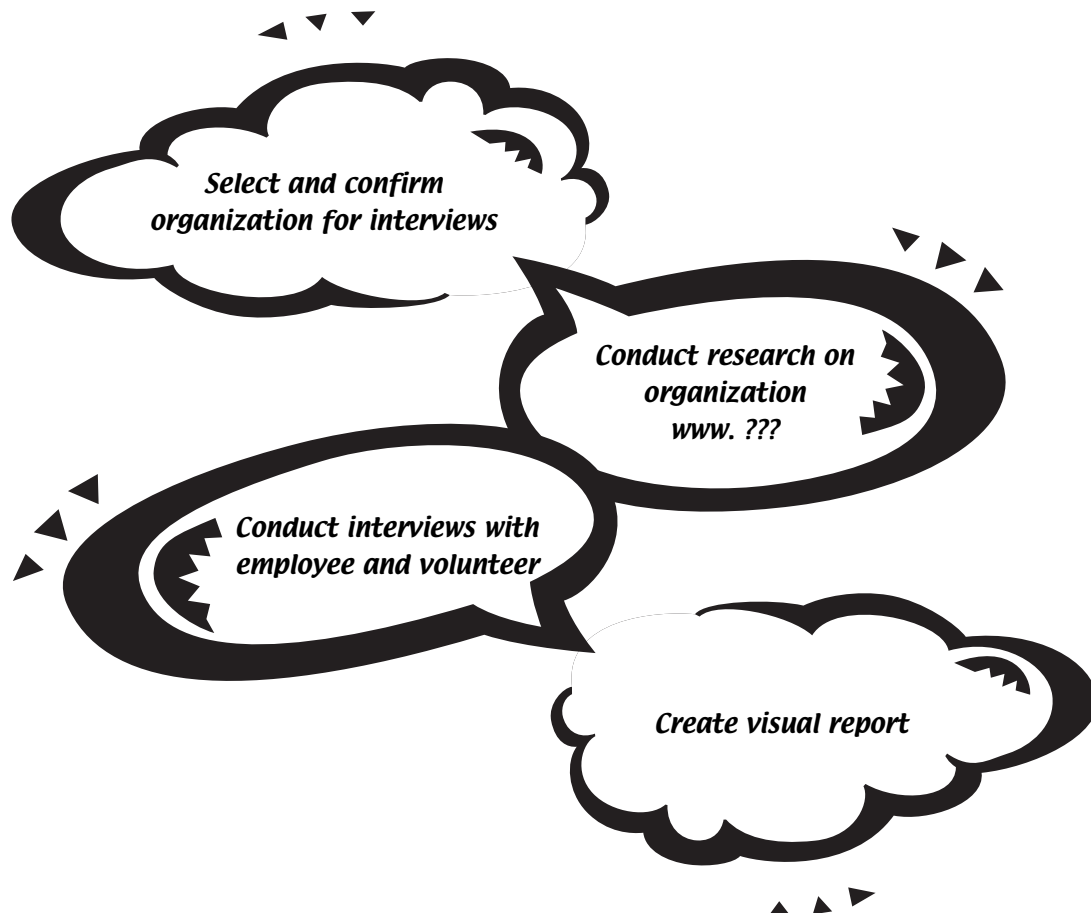 Select and confirm
organization for interviews
Conduct research on
organization
www. ???
Conduct interviews with
employee and volunteer
Create visual report